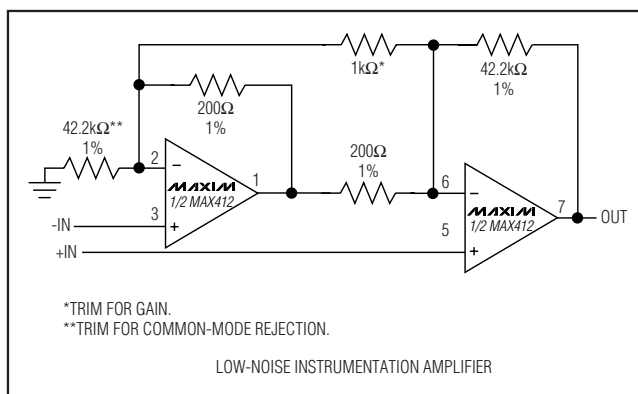 1kΩ*
42.2kΩ
1%
200Ω
1%
42.2kΩ**
1%
200Ω
1%
2
-
3
+
1
MAXIM
1/2 MAX412
6
-
5
+
7
MAXIM
1/2 MAX412
-IN
+IN
OUT
*TRIM FOR GAIN.
**TRIM FOR COMMON-MODE REJECTION.
LOW-NOISE INSTRUMENTATION AMPLIFIER